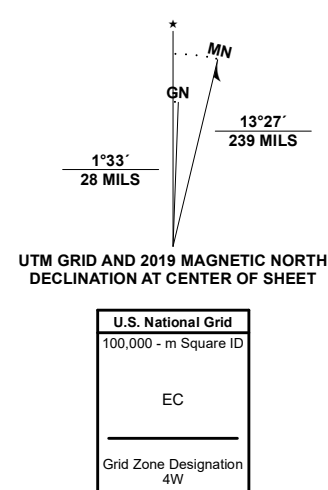 ★
MN
GN
13°27´
239 MILS
1°33´
28 MILS
UTM GRID AND 2019 MAGNETIC NORTH
DECLINATION AT CENTER OF SHEET
U.S. National Grid
100,000 - m Square ID
EC
Grid Zone Designation
4W